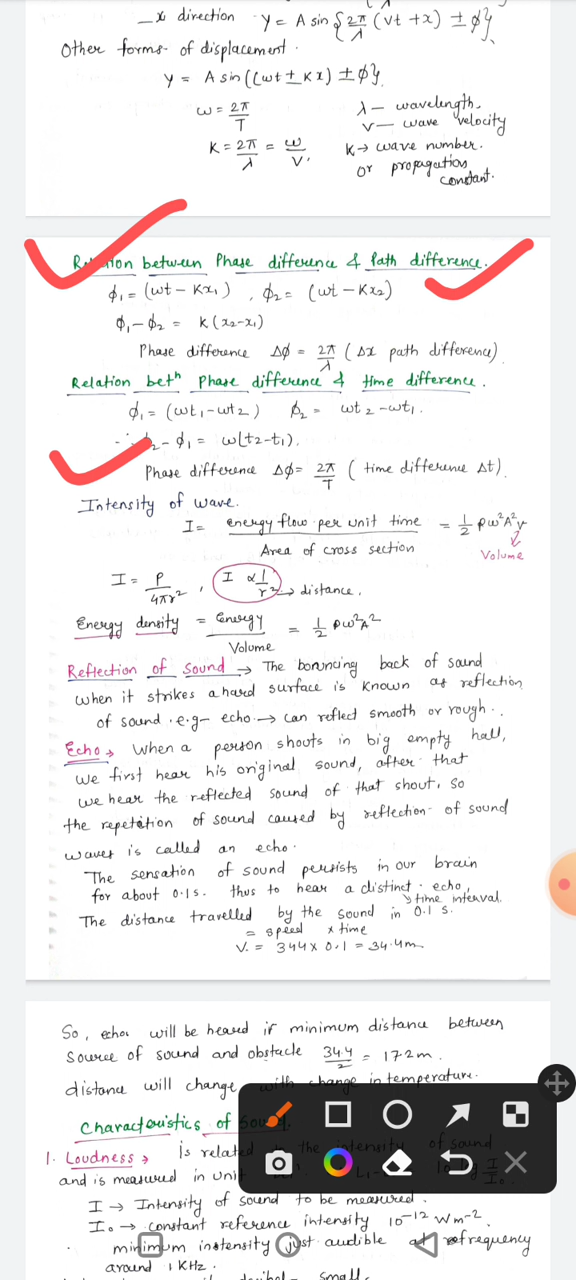 _x direction y = A sin {2π/λ (vt + x) ± φ}
Other forms of displacement.
y = A sin ((ωt ± Kx) ± φ}
ω = 2π/T
λ — wavelength.
v — wave velocity
K = 2π/λ = ω/v.
K → wave number.
or propagation constant.
Relation between Phase difference & Path difference.
φ₁ = (ωt – Kx₁) , φ₂ = (ωt – Kx₂)
φ₁-φ₂ = K(x₂-x₁)
Phase difference Δφ = 2π/λ (Δx path difference)
Relation betⁿ Phase difference & time difference.
φ₁ = (ωt₁ – ωt₂) φ₂ = ωt₂ – ωt₁.
φ₂ – φ₁ = ω(t₂-t₁).
Phase difference Δφ = 2π/T ( time difference Δt).
Intensity of wave.
I = energy flow per unit time / Area of cross section = 1/2 ρω²A²v
Volume
I = P/4πr² , I α 1/r² → distance.
Energy density = Energy/Volume = 1/2 ρω²A²
Reflection of Sound → The bouncing back of sound
when it strikes a hard surface is known as reflection
of sound. e.g – echo → can reflect smooth or rough.
Echo → When a person shouts in big empty hall,
we first hear his original sound, after that
we hear the reflected sound of that shout, so
the repetition of sound caused by reflection of sound
waves is called an echo.
The sensation of sound persists in our brain
for about 0.1s. thus to hear a distinct echo,
time interval.
The distance travelled by the sound in 0.1 s.
= speed x time
V. = 344 x 0.1 = 34.4m
So, echo will be heard if minimum distance between
source of sound and obstacle 34.4/2 = 17.2m.
distance will change with change in temperature.
Characteristics of Sound.
1. Loudness → is related the intensity of sound
and is measured in unit
I → Intensity of sound to be measured.
I₀ → constant reference intensity 10⁻¹² Wm⁻²
minimum instensity just audible at frequency
around 1 KHz.
decibel small.